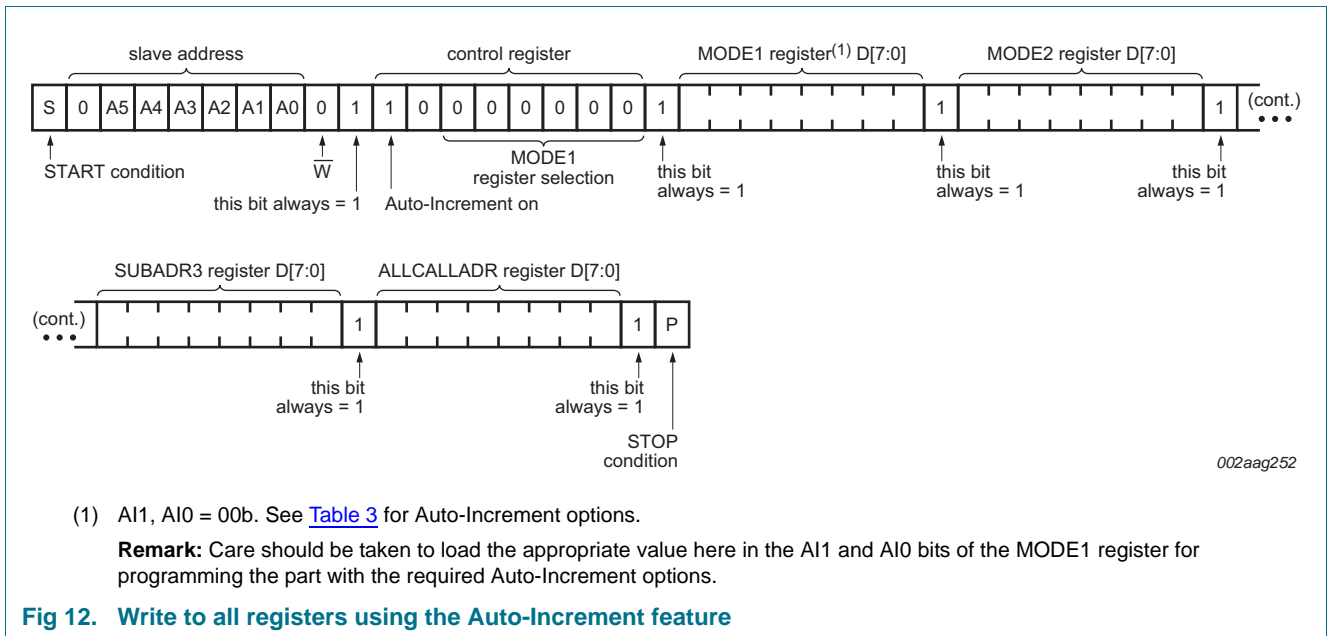 slave address control register MODE1 register(1) D[7:0] MODE2 register D[7:0]
S 0 A5 A4 A3 A2 A1 A0 0 1 1 0 0 0 0 0 0 0 1 1 1 (cont.)
START condition W MODE1 register selection this bit always = 1 this bit always = 1 this bit always = 1
this bit always = 1 Auto-Increment on
SUBADR3 register D[7:0] ALLCALLADR register D[7:0]
(cont.) 1 1 P
this bit always = 1 this bit always = 1
STOP condition
002aag252
(1) AI1, AI0 = 00b. See Table 3 for Auto-Increment options.
Remark: Care should be taken to load the appropriate value here in the AI1 and AI0 bits of the MODE1 register for
programming the part with the required Auto-Increment options.
Fig 12. Write to all registers using the Auto-Increment feature